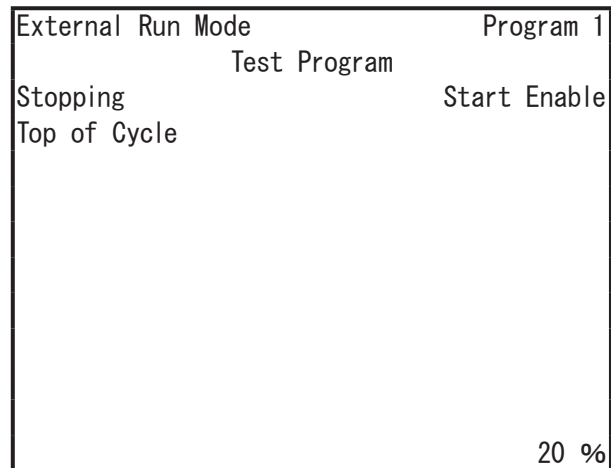 External Run Mode Program 1
Test Program
Stopping Start Enable
Top of Cycle
20 %